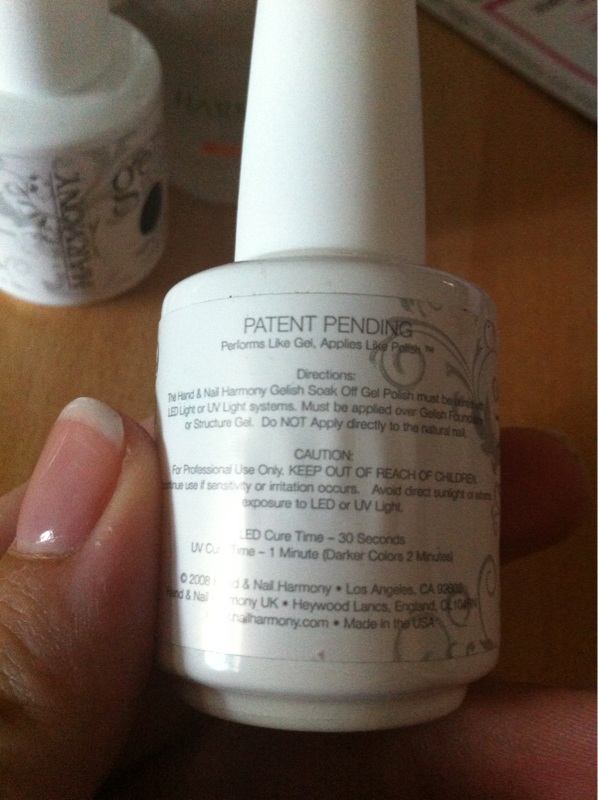 PATENT PENDING
Performs Like Gel, Applies Like Polish ™
Directions:
The Hand & Nail Harmony Gelish Soak Off Gel Polish must be
LED Light or UV Light systems. Must be applied over Gelish
or Structure Gel. Do NOT Apply directly to the natural nail.
CAUTION:
For Professional Use Only. KEEP OUT OF REACH OF CHILDREN.
use if sensitivity or irritation occurs. Avoid direct sunlight or
exposure to LED or UV Light.
LED Cure Time – 30 Seconds
UV Time – 1 Minute (Darker Colors 2 Minutes)
© 2008 & Nail Harmony • Los Angeles, CA
Hand & Nail UK • Heywood Lancs, England,
Made in the USA
HARMONY